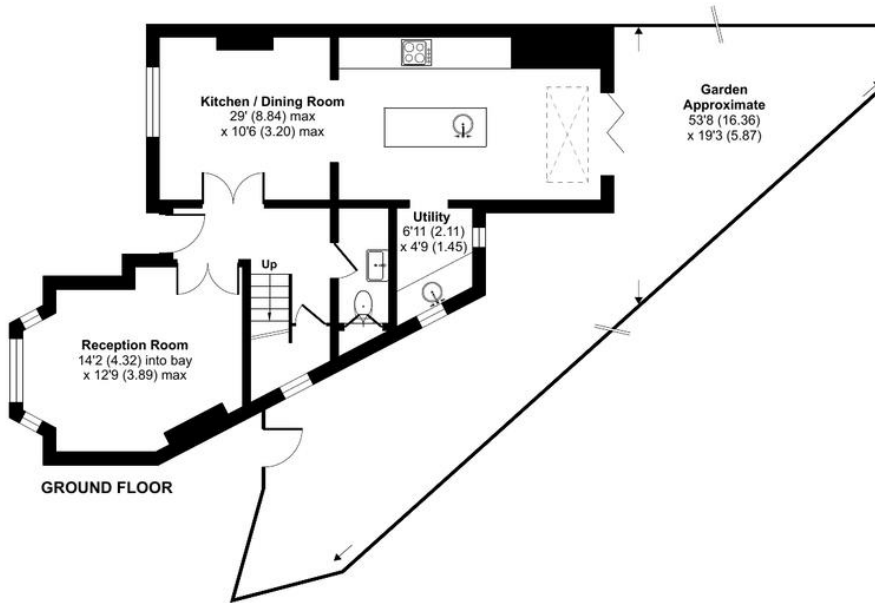 Kitchen / Dining Room
29' (8.84) max
x 10'6 (3.20) max
Garden
Approximate
53'8 (16.36)
x 19'3 (5.87)
Utility
6'11 (2.11)
x 4'9 (1.45)
Up
Reception Room
14'2 (4.32) into bay
x 12'9 (3.89) max
GROUND FLOOR